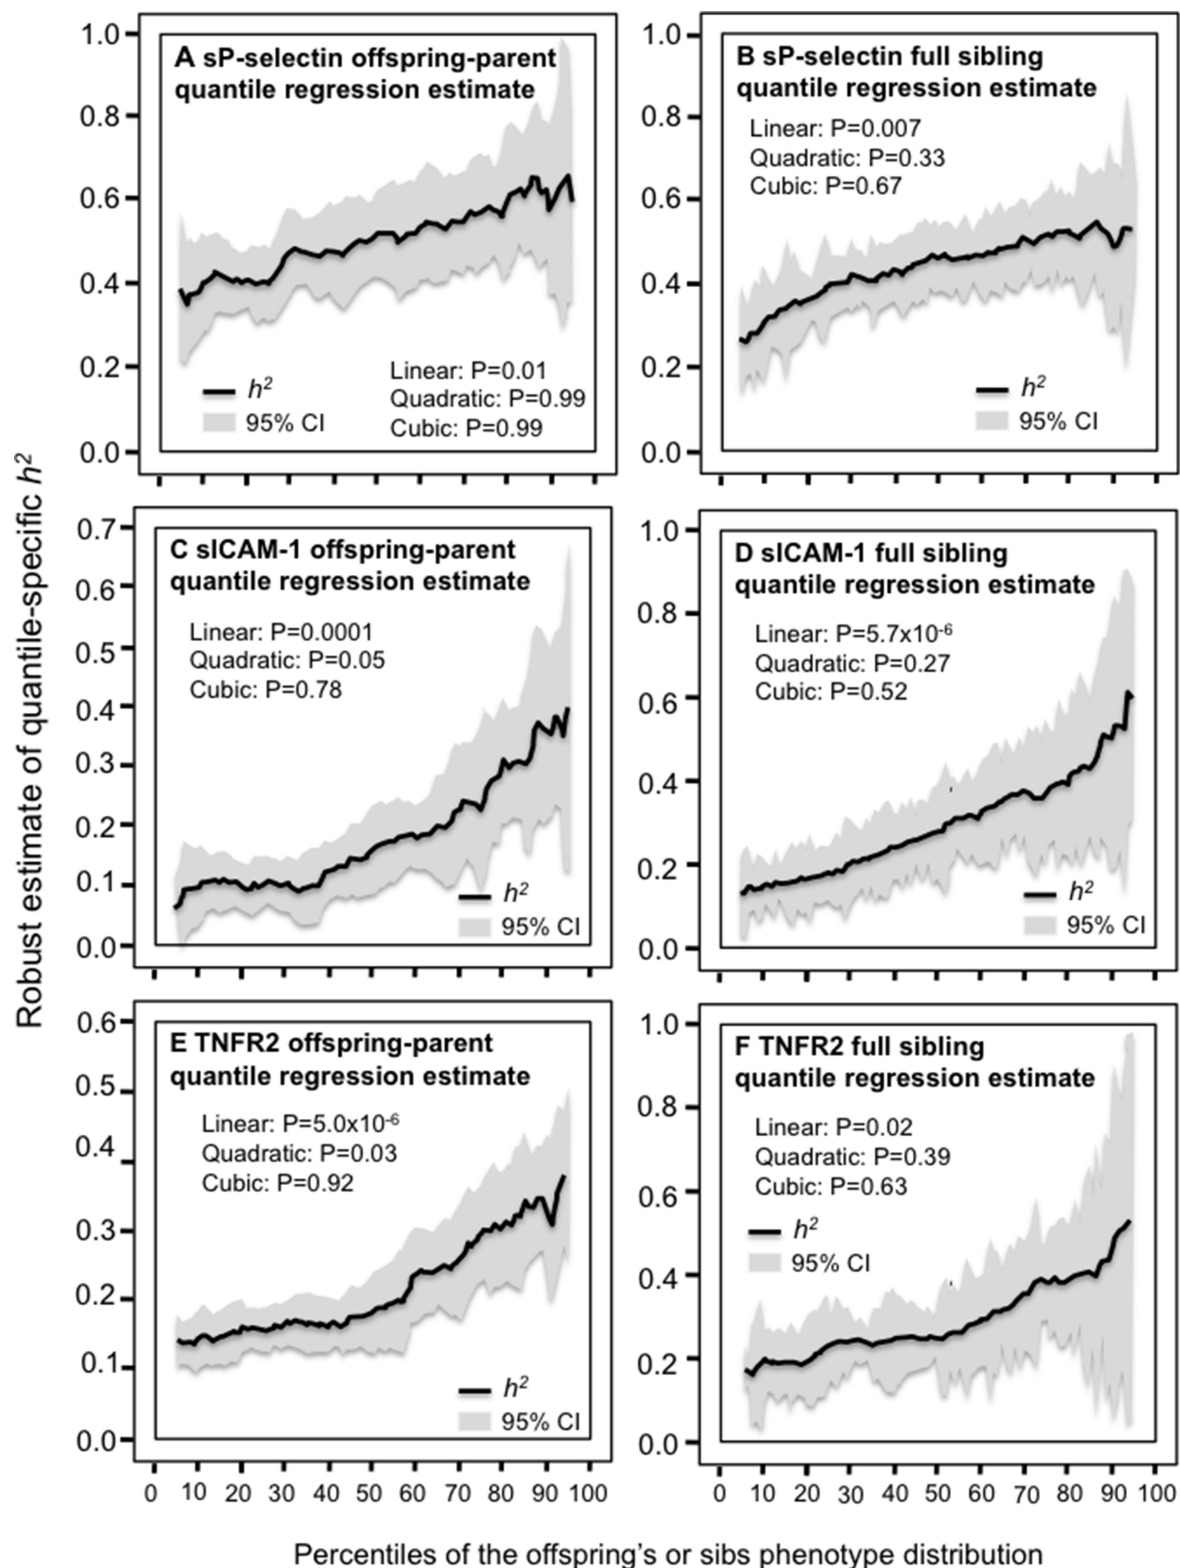 Robust estimate of quantile-specific h²
1.0
0.8
0.6
0.4
0.2
0.0
A sP-selectin offspring-parent
quantile regression estimate
Linear: P=0.01
Quadratic: P=0.99
Cubic: P=0.99
h²
95% CI
1.0
0.8
0.6
0.4
0.2
0.0
B sP-selectin full sibling
quantile regression estimate
Linear: P=0.007
Quadratic: P=0.33
Cubic: P=0.67
h²
95% CI
0.7
0.6
0.5
0.4
0.3
0.2
0.1
0.0
C sICAM-1 offspring-parent
quantile regression estimate
Linear: P=0.0001
Quadratic: P=0.05
Cubic: P=0.78
h²
95% CI
1.0
0.8
0.6
0.4
0.2
0.0
D sICAM-1 full sibling
quantile regression estimate
Linear: P=5.7x10⁻⁶
Quadratic: P=0.27
Cubic: P=0.52
h²
95% CI
0.6
0.5
0.4
0.3
0.2
0.1
0.0
E TNFR2 offspring-parent
quantile regression estimate
Linear: P=5.0x10⁻⁶
Quadratic: P=0.03
Cubic: P=0.92
h²
95% CI
0 10 20 30 40 50 60 70 80 90 100
1.0
0.8
0.6
0.4
0.2
0.0
F TNFR2 full sibling
quantile regression estimate
Linear: P=0.02
Quadratic: P=0.39
Cubic: P=0.63
h²
95% CI
0 10 20 30 40 50 60 70 80 90 100
Percentiles of the offspring's or sibs phenotype distribution